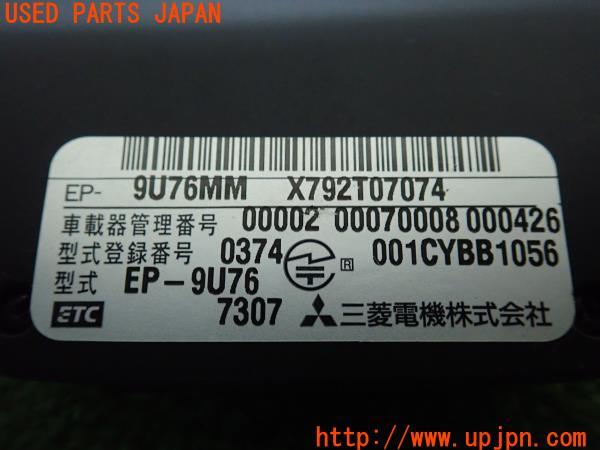 USED PARTS JAPAN
EP- 9U76MM X792T07074
車載器管理番号 00002 00070008 000426
型式登録番号 0374 R 001CYBB1056
型式 EP-9U76
ETC 7307 三菱電機株式会社
http://www.upjpn.com/